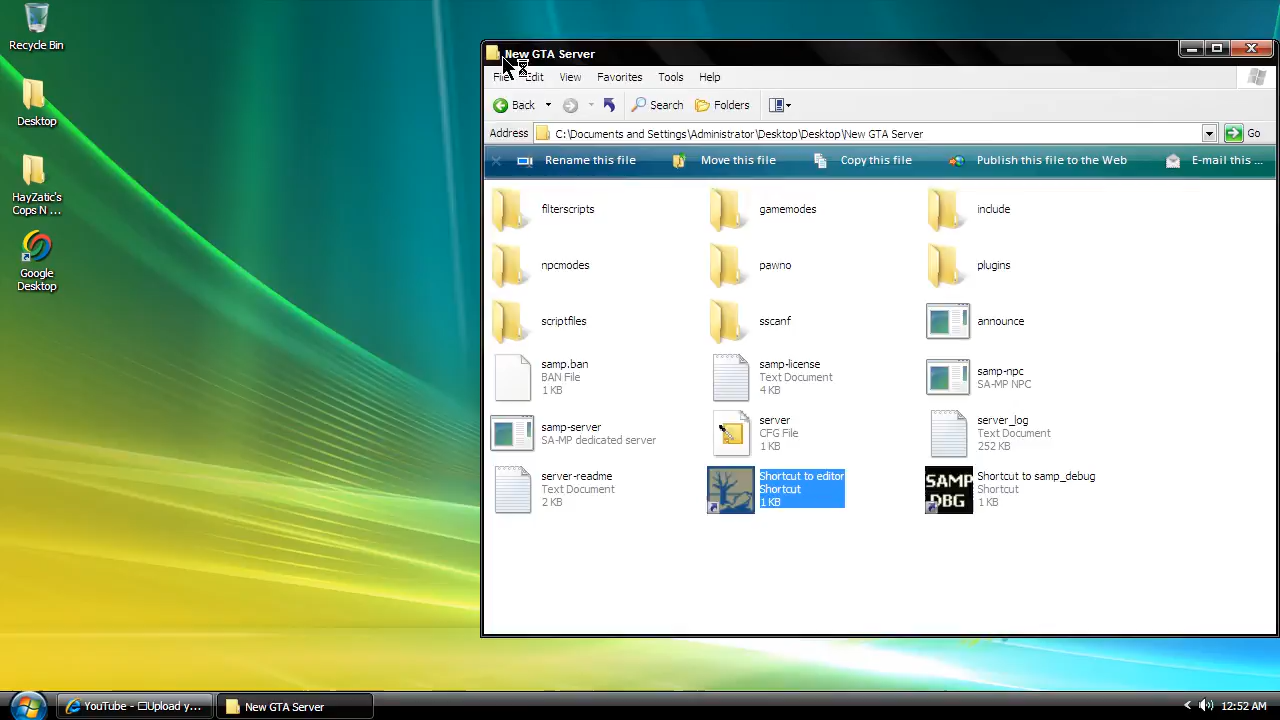 Recycle Bin
Desktop
HayZatic's
Cops N ...
Google
Desktop
New GTA Server
File Edit View Favorites Tools Help
Back Search Folders
Address C:\Documents and Settings\Administrator\Desktop\Desktop\New GTA Server Go
Rename this file Move this file Copy this file Publish this file to the Web E-mail this ...
filterscripts gamemodes include
npcmodes pawno plugins
scriptfiles sscanf announce
samp.ban
BAN File
1 KB
samp-license
Text Document
4 KB
samp-npc
SA-MP NPC
samp-server
SA-MP dedicated server
server
CFG File
1 KB
server_log
Text Document
252 KB
server-readme
Text Document
2 KB
Shortcut to editor
Shortcut
1 KB
SAMP
DBG
Shortcut to samp_debug
Shortcut
1 KB
YouTube - □Upload y... New GTA Server 12:52 AM